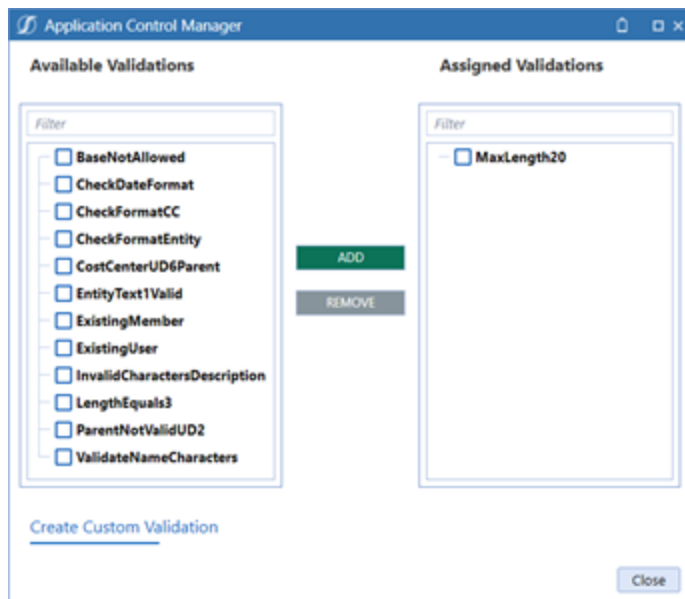 Application Control Manager
Available Validations
Assigned Validations
Filter
Filter
BaseNotAllowed
CheckDateFormat
CheckFormatCC
CheckFormatEntity
CostCenterUD6Parent
EntityText1Valid
ExistingMember
ExistingUser
InvalidCharactersDescription
LengthEquals3
ParentNotValidUD2
ValidateNameCharacters
ADD
REMOVE
MaxLength20
Create Custom Validation
Close